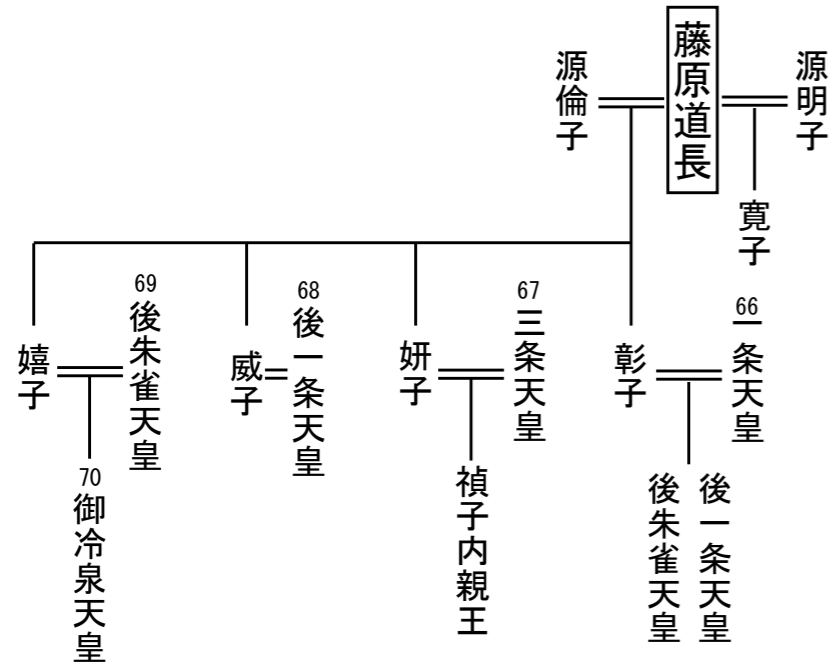 源明子
藤原道長
源倫子
寛子
66
一条天皇
彰子
67
三条天皇
妍子
68
後一条天皇
威子
69
後朱雀天皇
嬉子
後一条天皇
後朱雀天皇
禎子内親王
70
御冷泉天皇